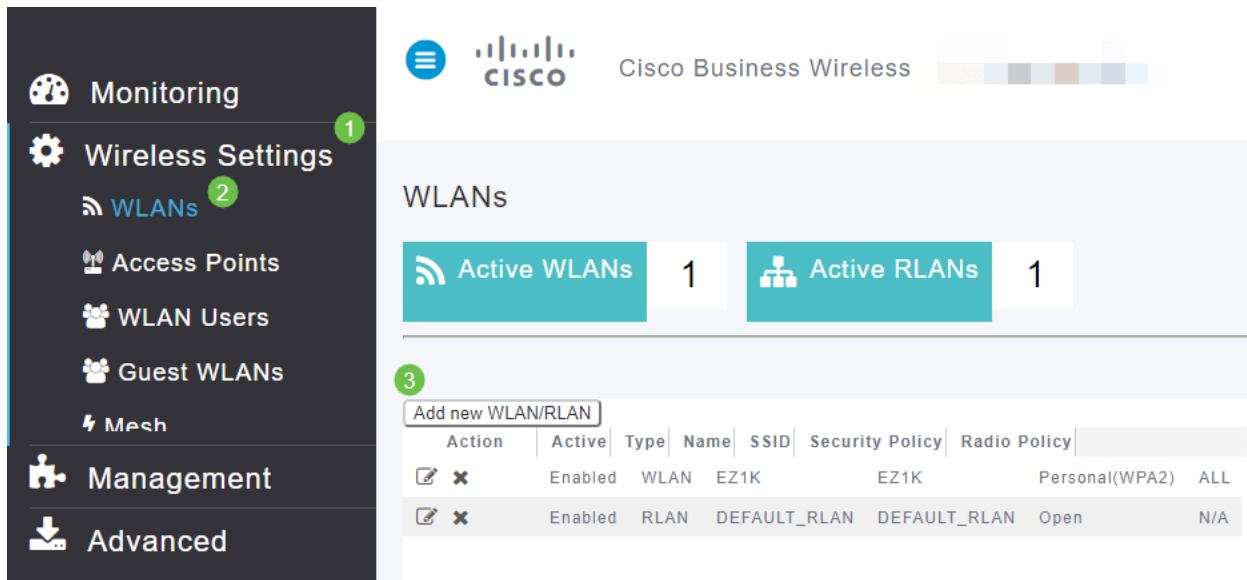 Monitoring
Wireless Settings 1
WLANs 2
Access Points
WLAN Users
Guest WLANs
Mesh
Management
Advanced
CISCO Cisco Business Wireless
WLANs
Active WLANs 1 Active RLANs 1
3
Add new WLAN/RLAN
Action Active Type Name SSID Security Policy Radio Policy
Enabled WLAN EZ1K EZ1K Personal(WPA2) ALL
Enabled RLAN DEFAULT_RLAN DEFAULT_RLAN Open N/A